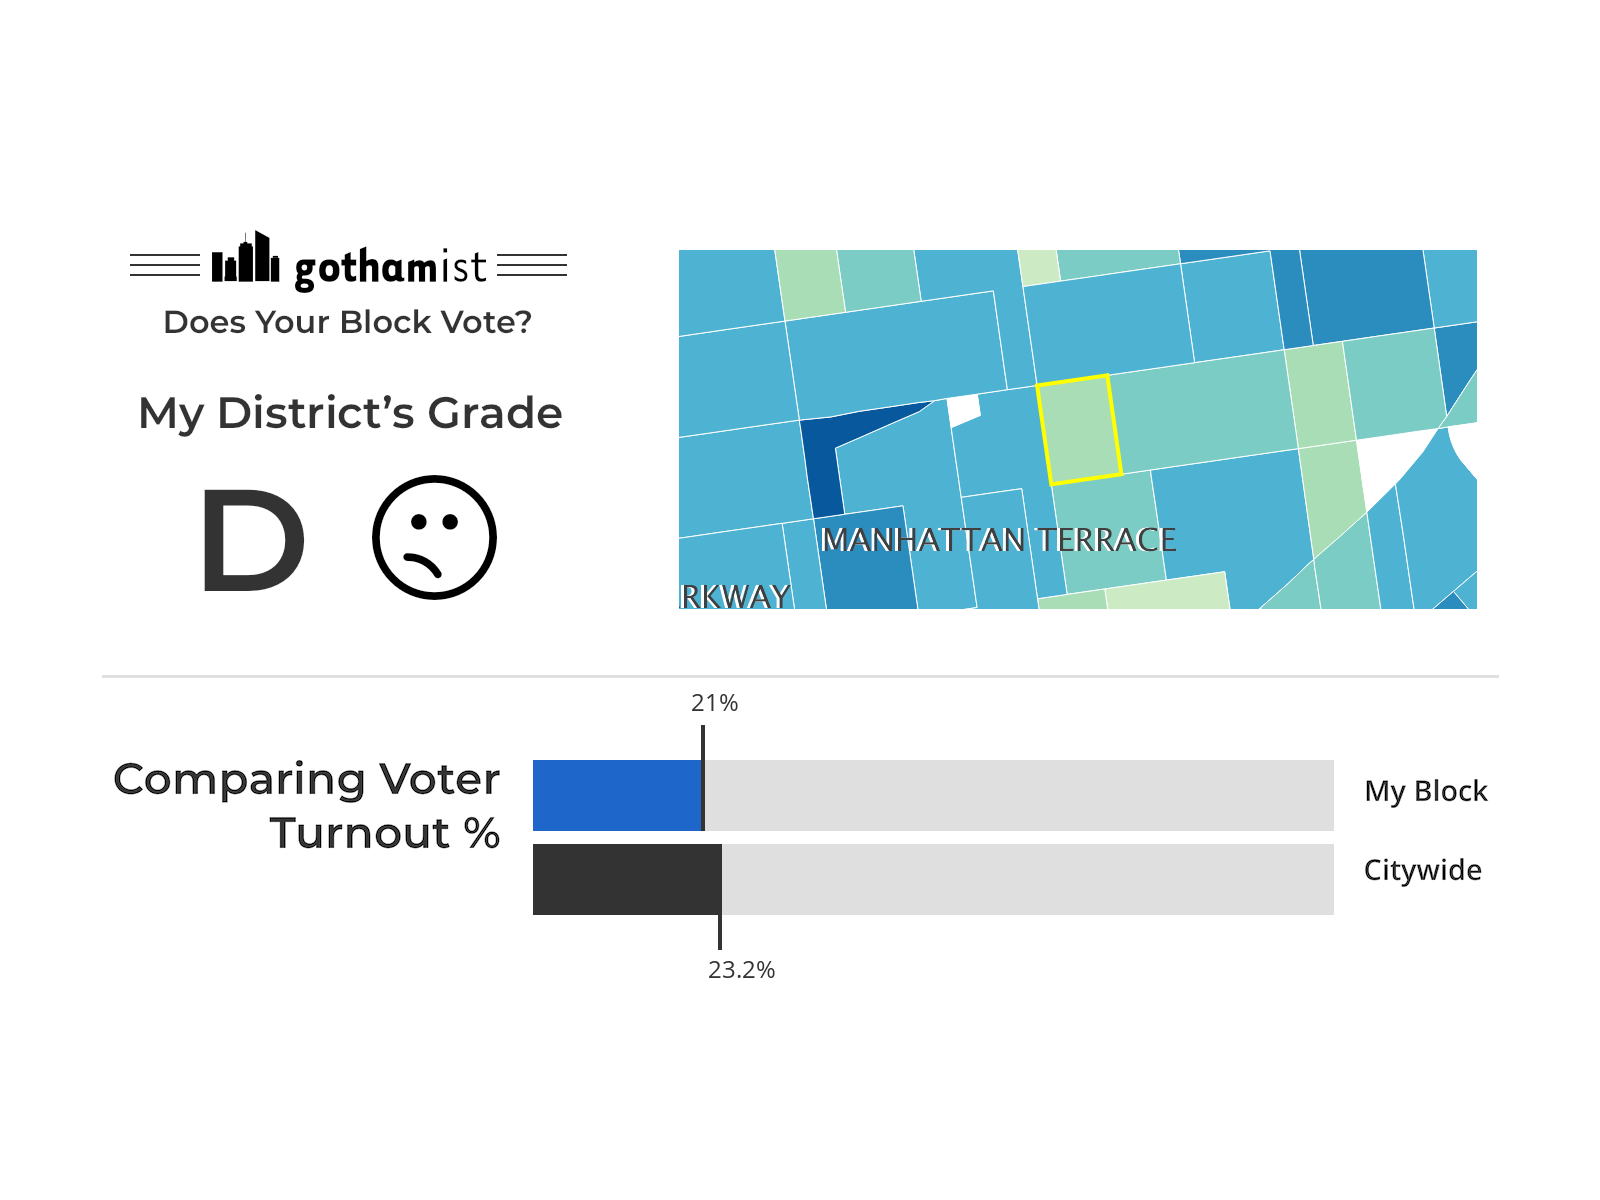 gothamist
Does Your Block Vote?
My District’s Grade
D
MANHATTAN TERRACE
RKWAY
21%
Comparing Voter
Turnout %
My Block
Citywide
23.2%